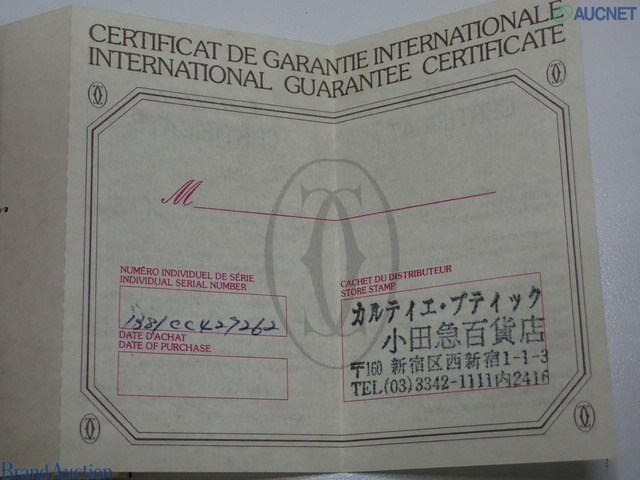 AUCNET
CERTIFICAT DE GARANTIE INTERNATIONALE
INTERNATIONAL GUARANTEE CERTIFICATE
M
NUMÉRO INDIVIDUEL DE SÉRIE
INDIVIDUAL SERIAL NUMBER
1381 CC427262
DATE D'ACHAT
DATE OF PURCHASE
CACHET DU DISTRIBUTEUR
STORE STAMP
カルティエ・ブティック
小田急百貨店
〒160 新宿区西新宿1-1-3
TEL(03)3342-1111内2416
Brand Auction